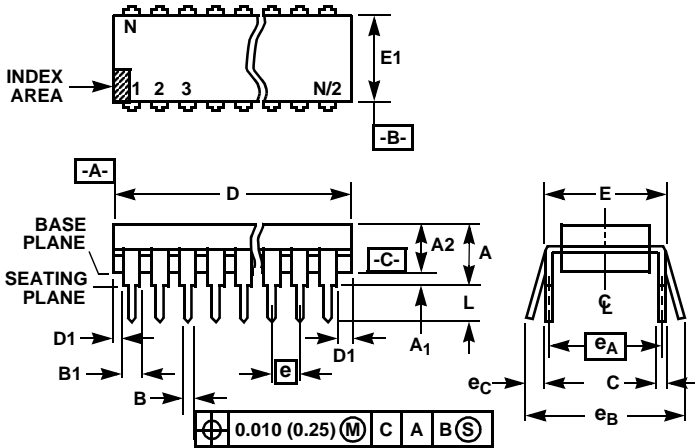 N
E1
INDEX
AREA
1 2 3 N/2
-B-
-A-
D
E
BASE
PLANE
A2
A
-C-
SEATING
PLANE
L
CL
D1
A1
D1
eA
B1
e
eC
C
B
eB
0.010 (0.25) M C A B S